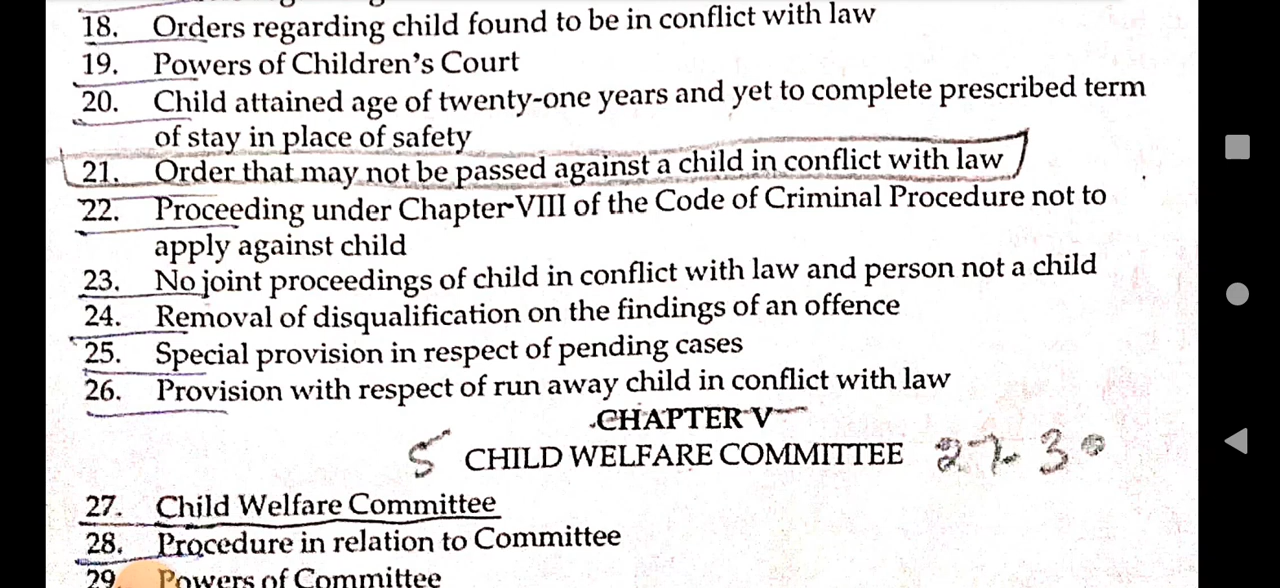 18. Orders regarding child found to be in conflict with law
19. Powers of Children's Court
20. Child attained age of twenty-one years and yet to complete prescribed term
of stay in place of safety
21. Order that may not be passed against a child in conflict with law
22. Proceeding under Chapter VIII of the Code of Criminal Procedure not to
apply against child
23. No joint proceedings of child in conflict with law and person not a child
24. Removal of disqualification on the findings of an offence
25. Special provision in respect of pending cases
26. Provision with respect of run away child in conflict with law
CHAPTER V
5 CHILD WELFARE COMMITTEE 27-30
27. Child Welfare Committee
28. Procedure in relation to Committee
29. Powers of Committee